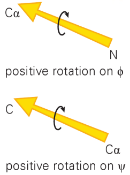 Cα
N
positive rotation on ϕ
C
Cα
positive rotation on ψ